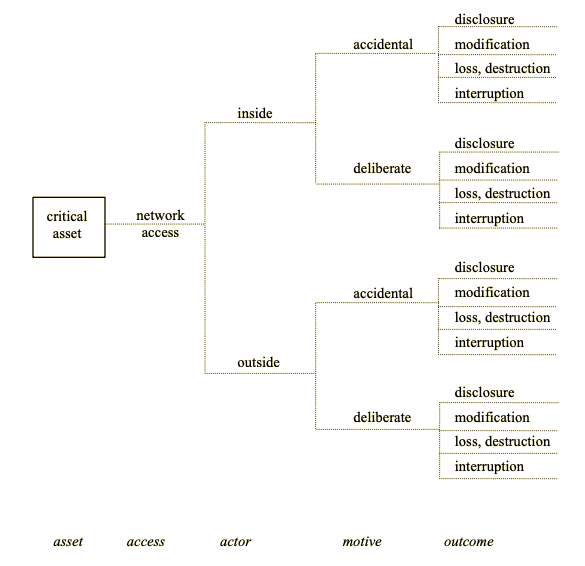 disclosure
accidental
modification
loss, destruction
interruption
inside
disclosure
deliberate
modification
loss, destruction
interruption
critical
asset
network
access
disclosure
accidental
modification
loss, destruction
interruption
outside
disclosure
deliberate
modification
loss, destruction
interruption
asset access actor motive outcome